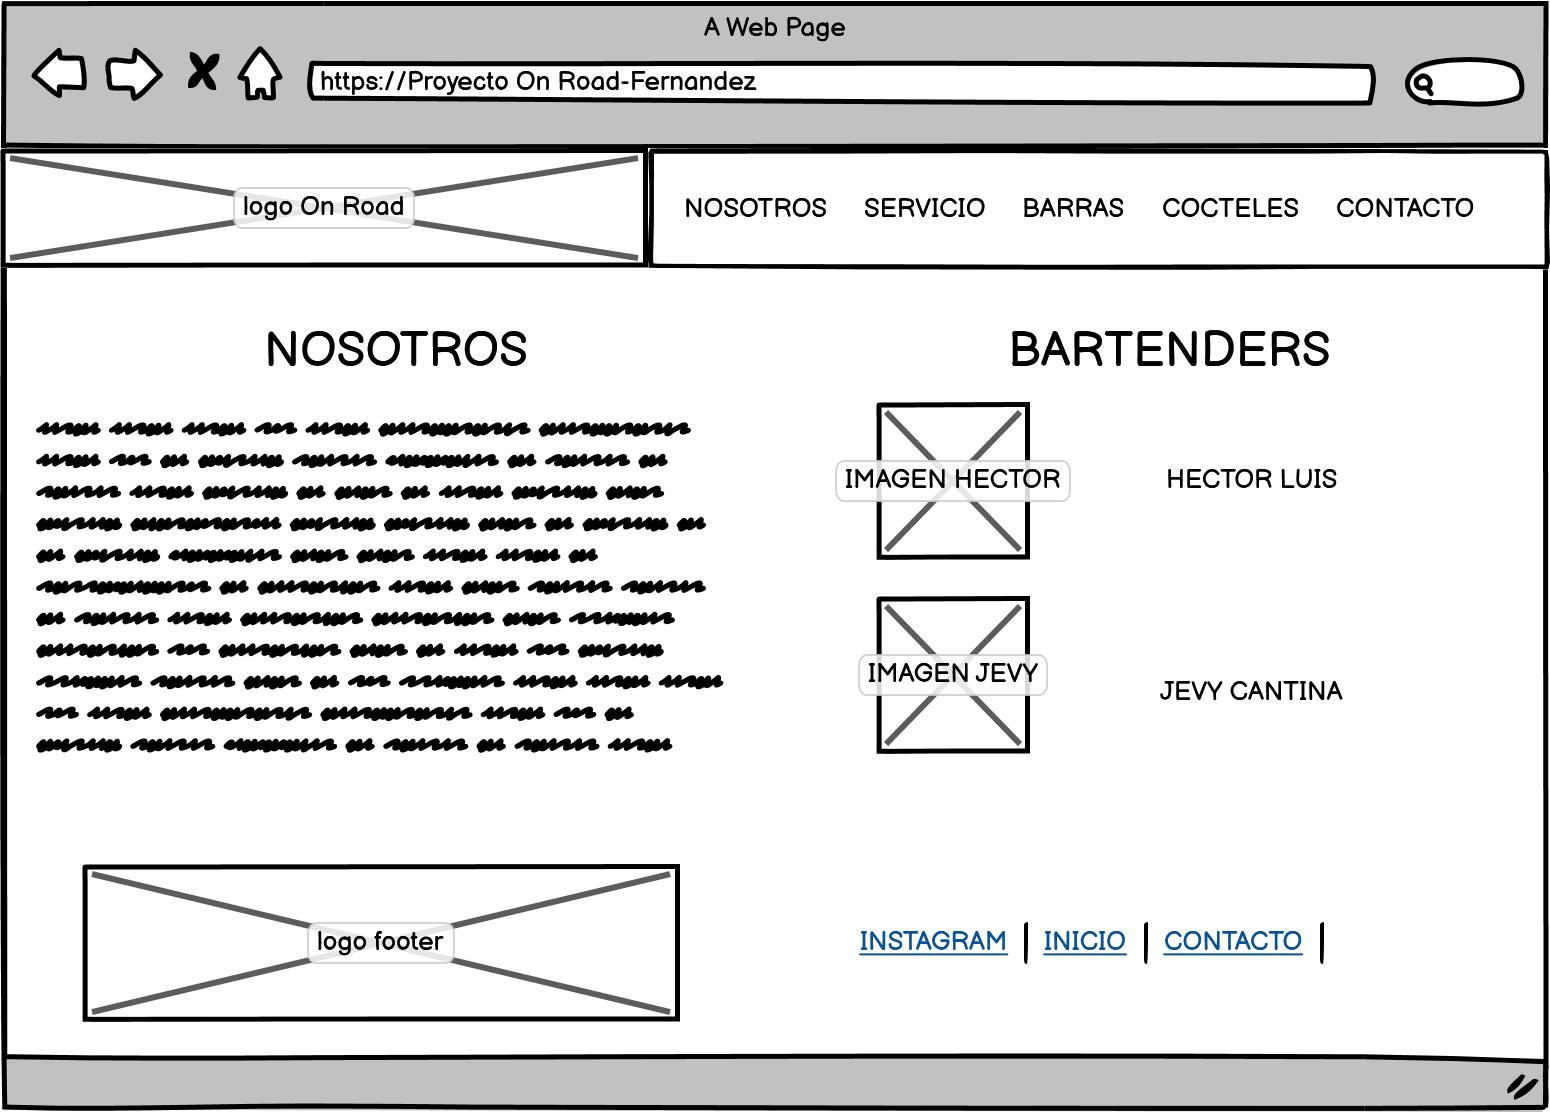 A Web Page
https://Proyecto On Road-Fernandez
logo On Road
NOSOTROS SERVICIO BARRAS COCTELES CONTACTO
NOSOTROS
BARTENDERS
IMAGEN HECTOR
HECTOR LUIS
IMAGEN JEVY
JEVY CANTINA
logo footer
INSTAGRAM | INICIO | CONTACTO |